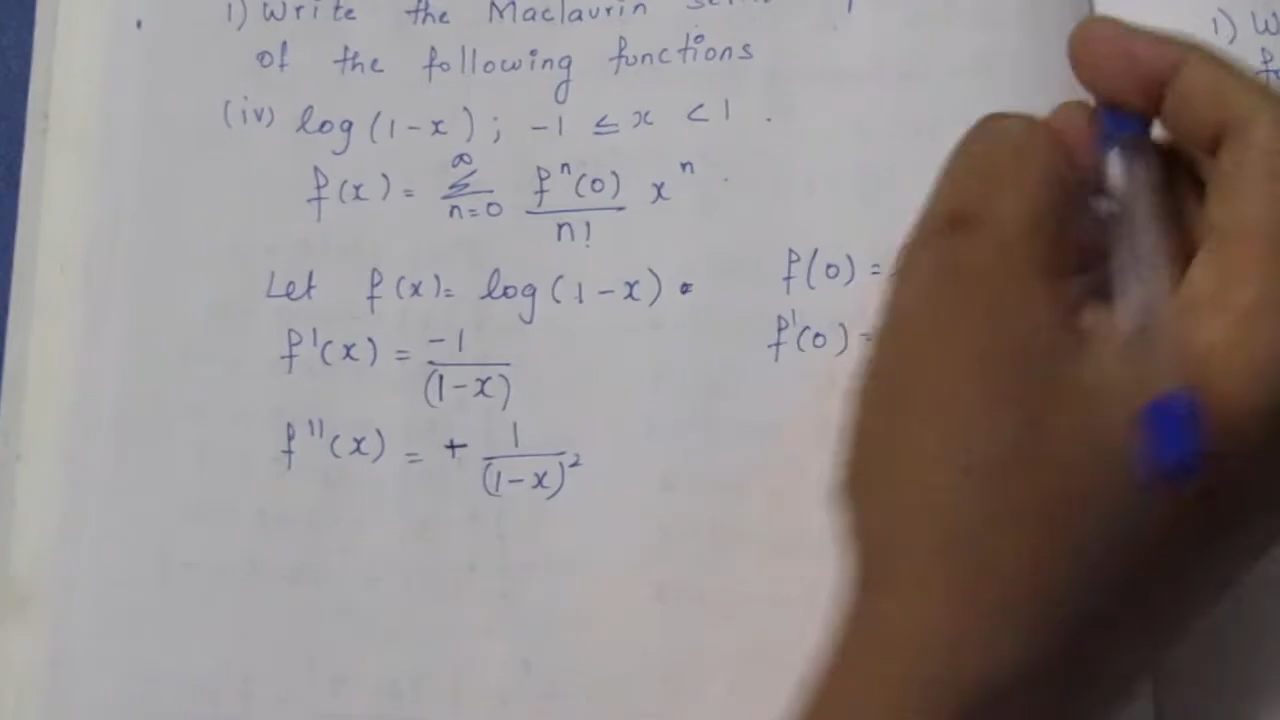 1) Write the Maclaurin
of the following functions
(iv) log(1-x); -1 ≤ x < 1.
f(x) = ∞ Σ n=0 fⁿ(0) / n! xⁿ.
Let f(x) = log(1-x). f(0) =
f'(x) = -1 / (1-x) f'(0) =
f''(x) = + 1 / (1-x)²
1) W